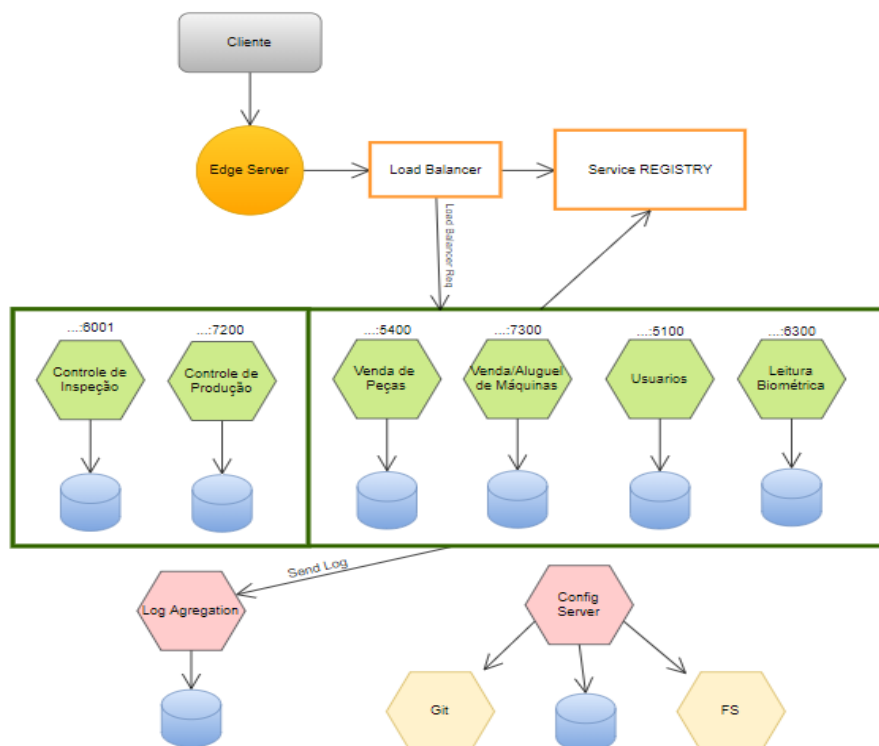 Cliente
Edge Server
Load Balancer
Service REGISTRY
Load Balancer Req
....:6001
....:7200
....:5400
....:7300
....:5100
....:6300
Controle de
Inspeção
Controle de
Produção
Venda de
Peças
Venda/Aluguel
de Máquinas
Usuarios
Leitura
Biométrica
Send Log
Log Agregation
Config
Server
Git
FS